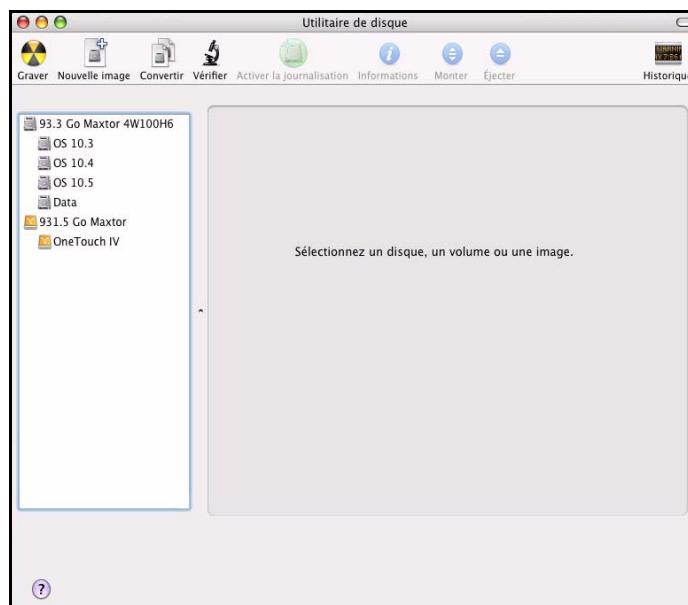 Utilitaire de disque
Graver Nouvelle image Convertir Vérifier Activer la journalisation Informations Monter Éjecter Historique
93.3 Go Maxtor 4W100H6
OS 10.3
OS 10.4
OS 10.5
Data
931.5 Go Maxtor
OneTouch IV
Sélectionnez un disque, un volume ou une image.
?